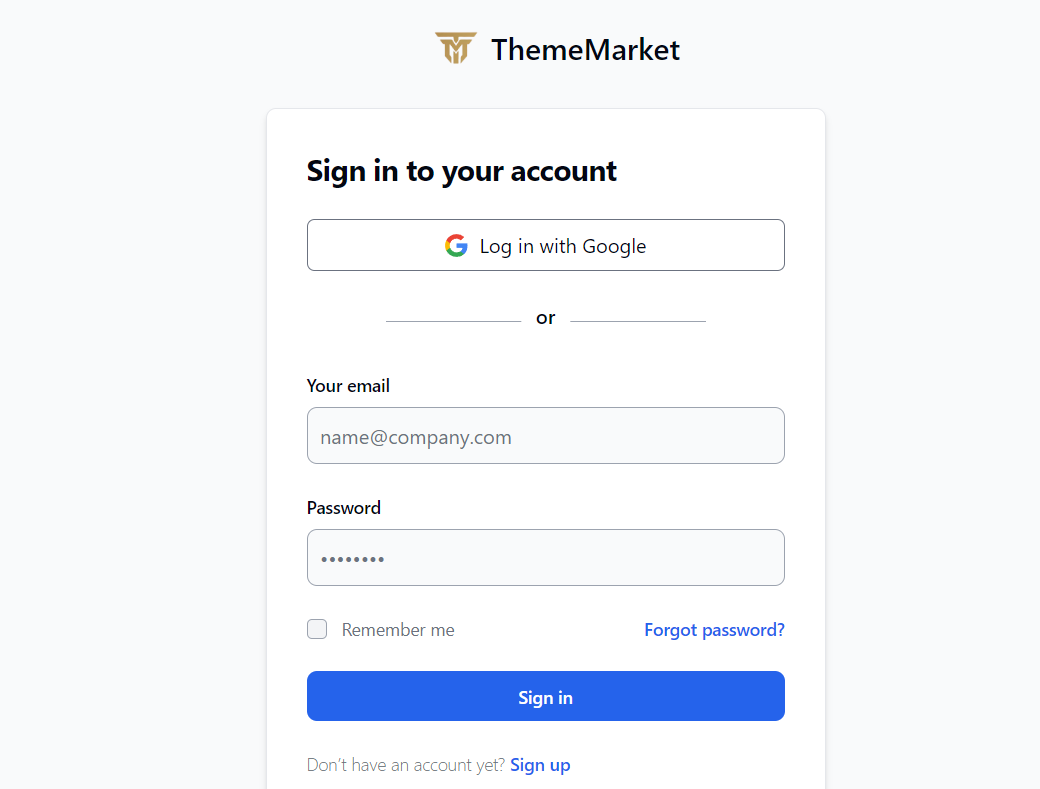 ThemeMarket
Sign in to your account
Log in with Google
or
Your email
name@company.com
Password
••••••••
Remember me
Forgot password?
Sign in
Don’t have an account yet? Sign up